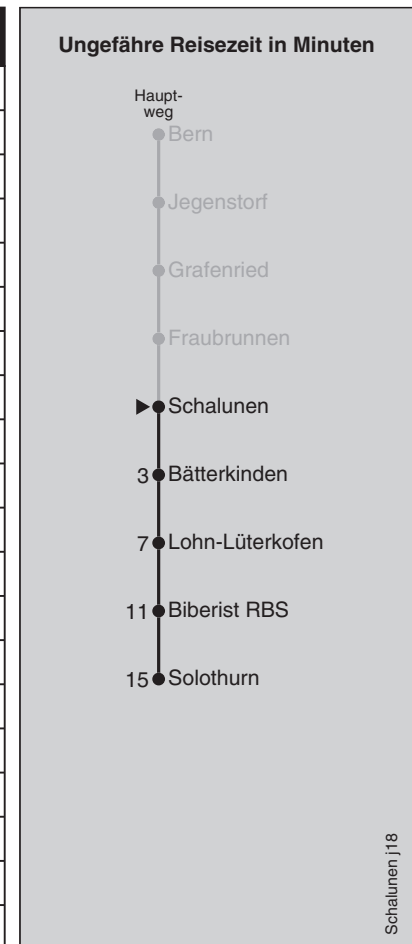 Ungefähre Reisezeit in Minuten
Haupt-
weg
Bern
Jegenstorf
Grafenried
Fraubrunnen
Schalunen
3 Bätterkinden
7 Lohn-Lüterkofen
11 Biberist RBS
15 Solothurn
Schalunen j18